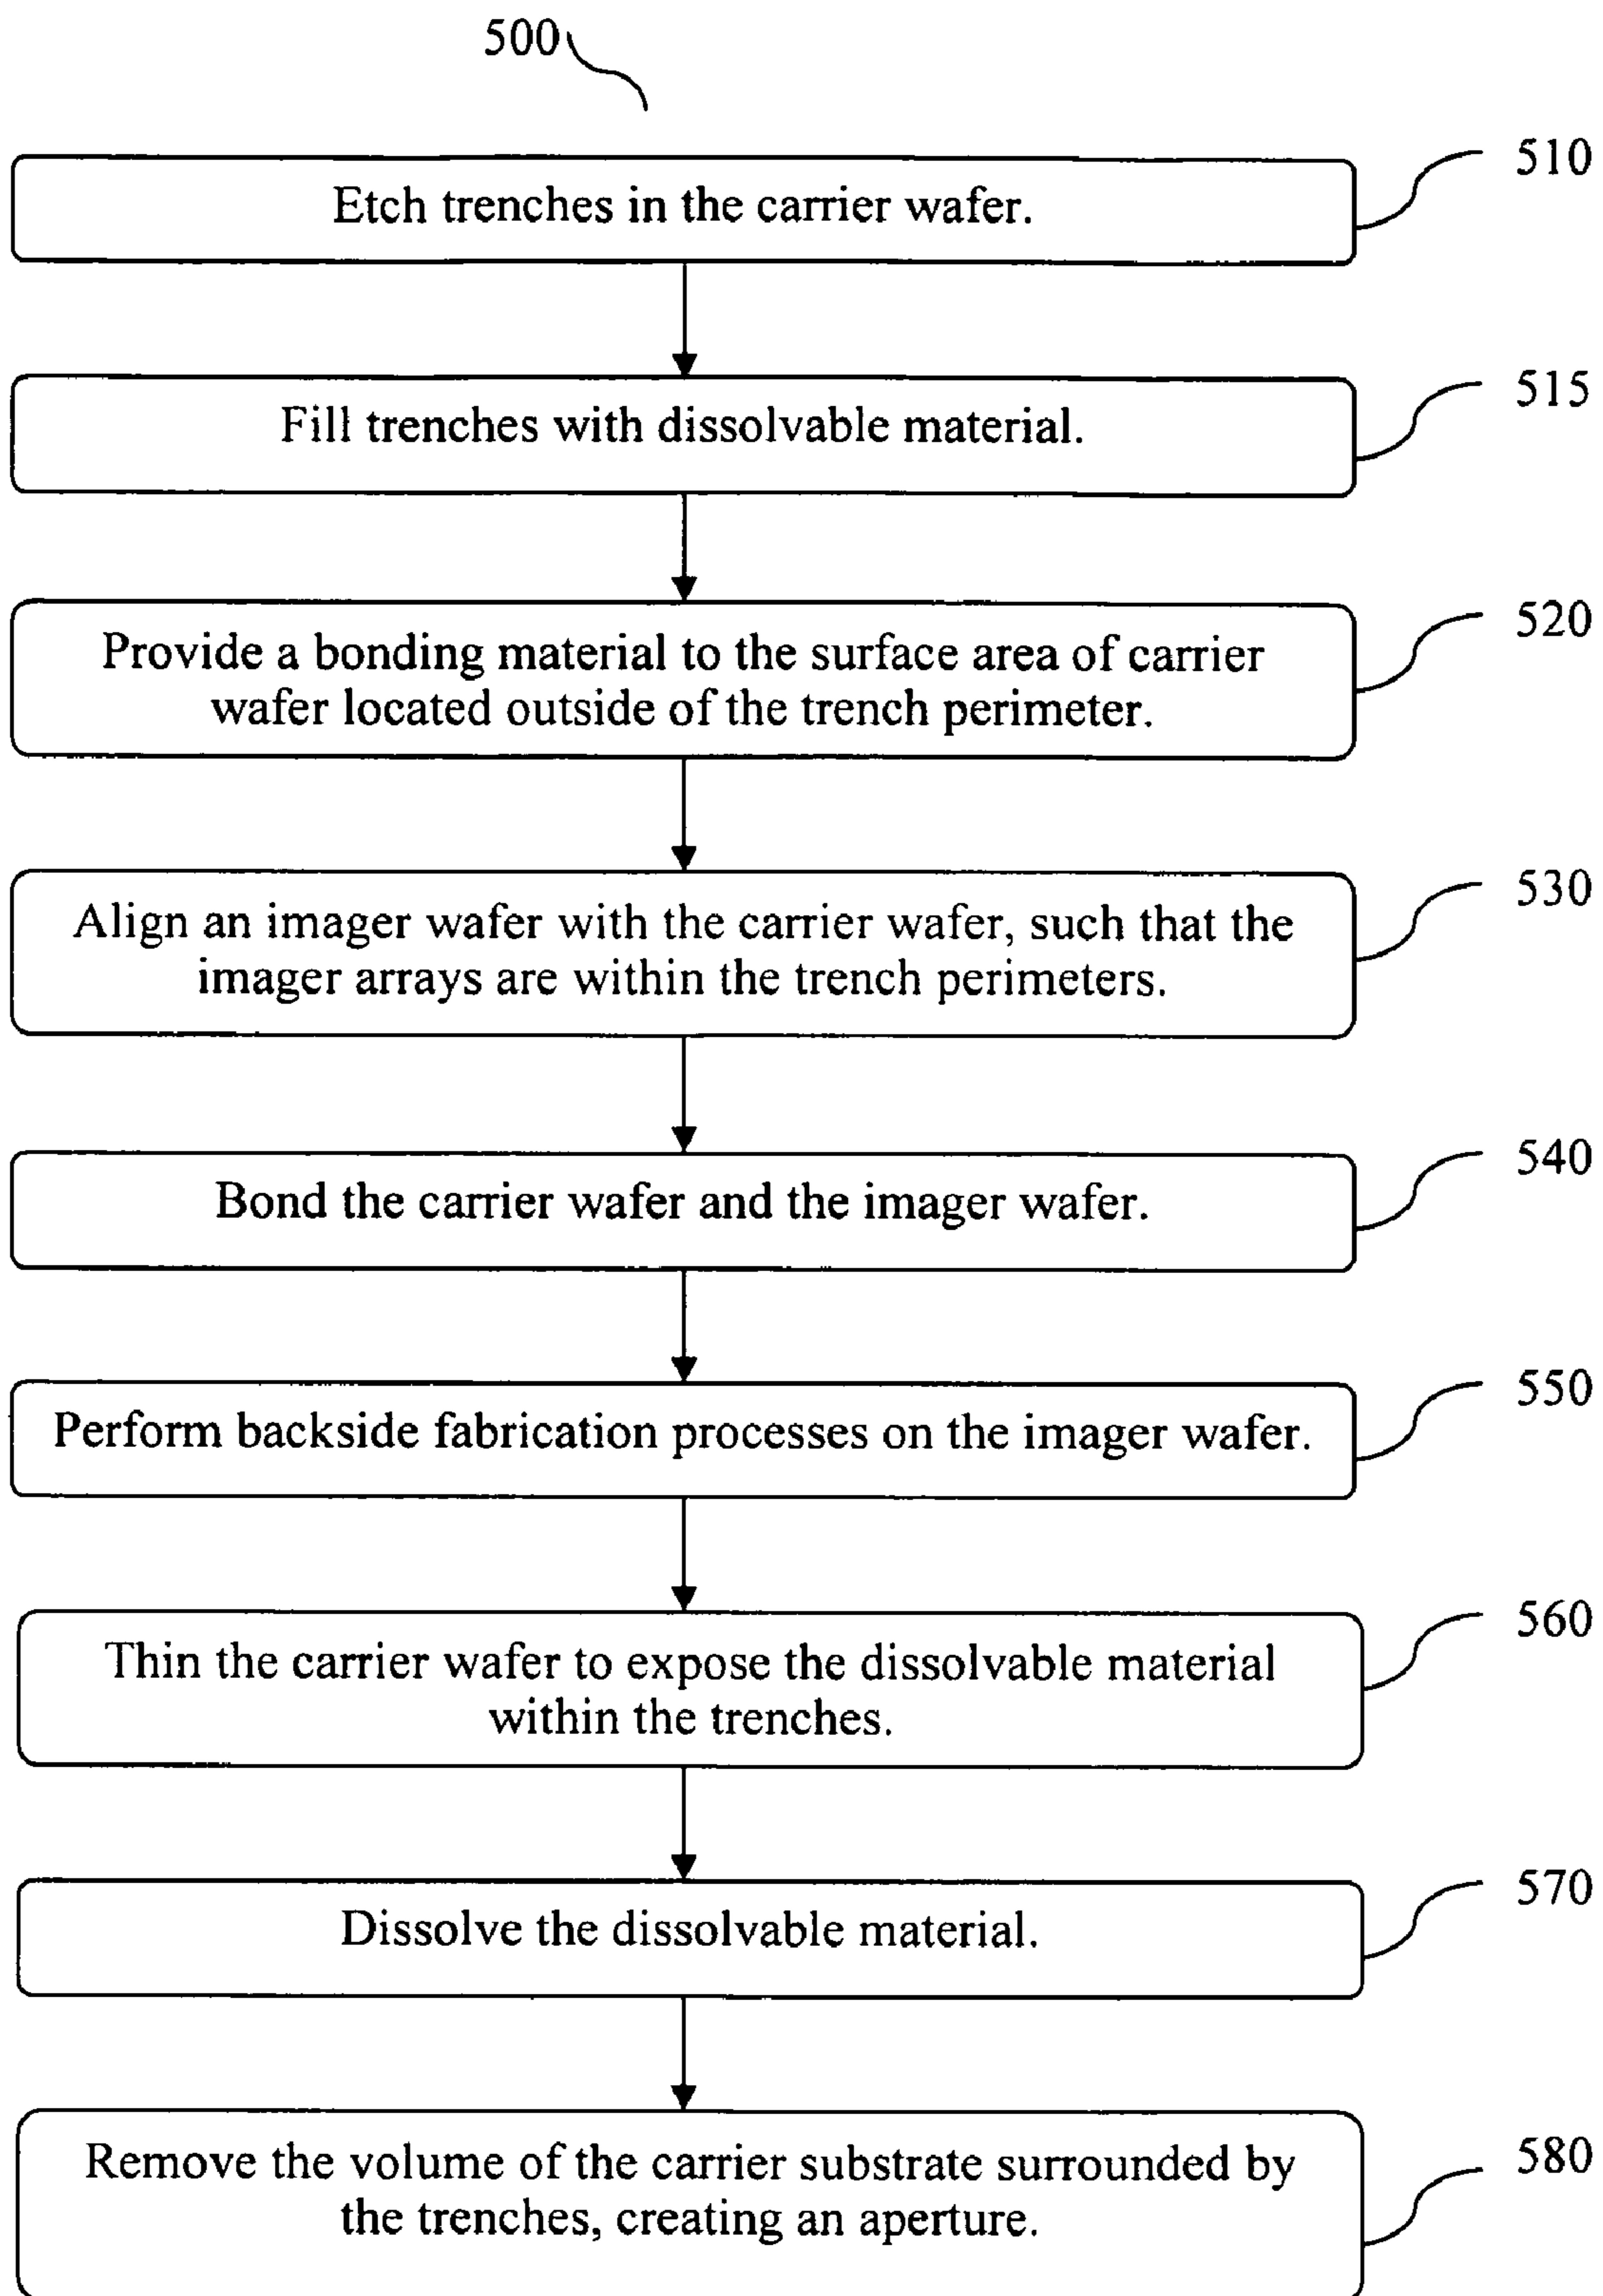 500
510
Etch trenches in the carrier wafer.
515
Fill trenches with dissolvable material.
520
Provide a bonding material to the surface area of carrier
wafer located outside of the trench perimeter.
530
Align an imager wafer with the carrier wafer, such that the
imager arrays are within the trench perimeters.
540
Bond the carrier wafer and the imager wafer.
550
Perform backside fabrication processes on the imager wafer.
560
Thin the carrier wafer to expose the dissolvable material
within the trenches.
570
Dissolve the dissolvable material.
580
Remove the volume of the carrier substrate surrounded by
the trenches, creating an aperture.